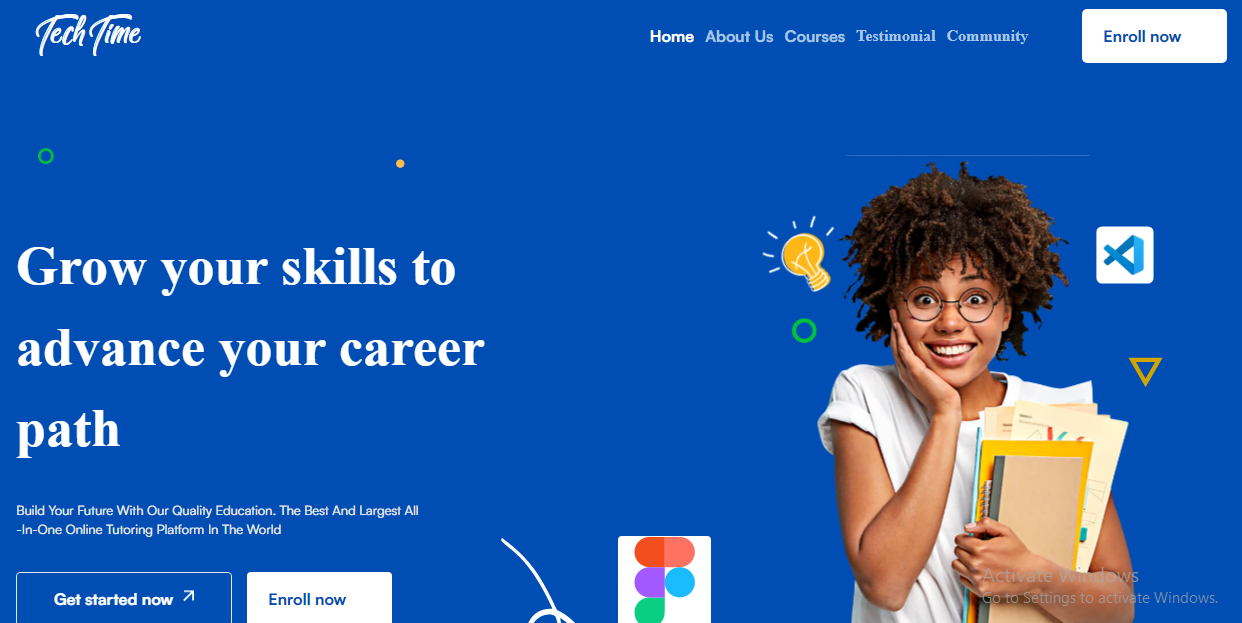 Tech Time
Home About Us Courses Testimonial Community
Enroll now
Grow your skills to
advance your career
path
Build Your Future With Our Quality Education. The Best And Largest All
-In-One Online Tutoring Platform In The World
Get started now
Enroll now
Activate Windows
Go to Settings to activate Windows.